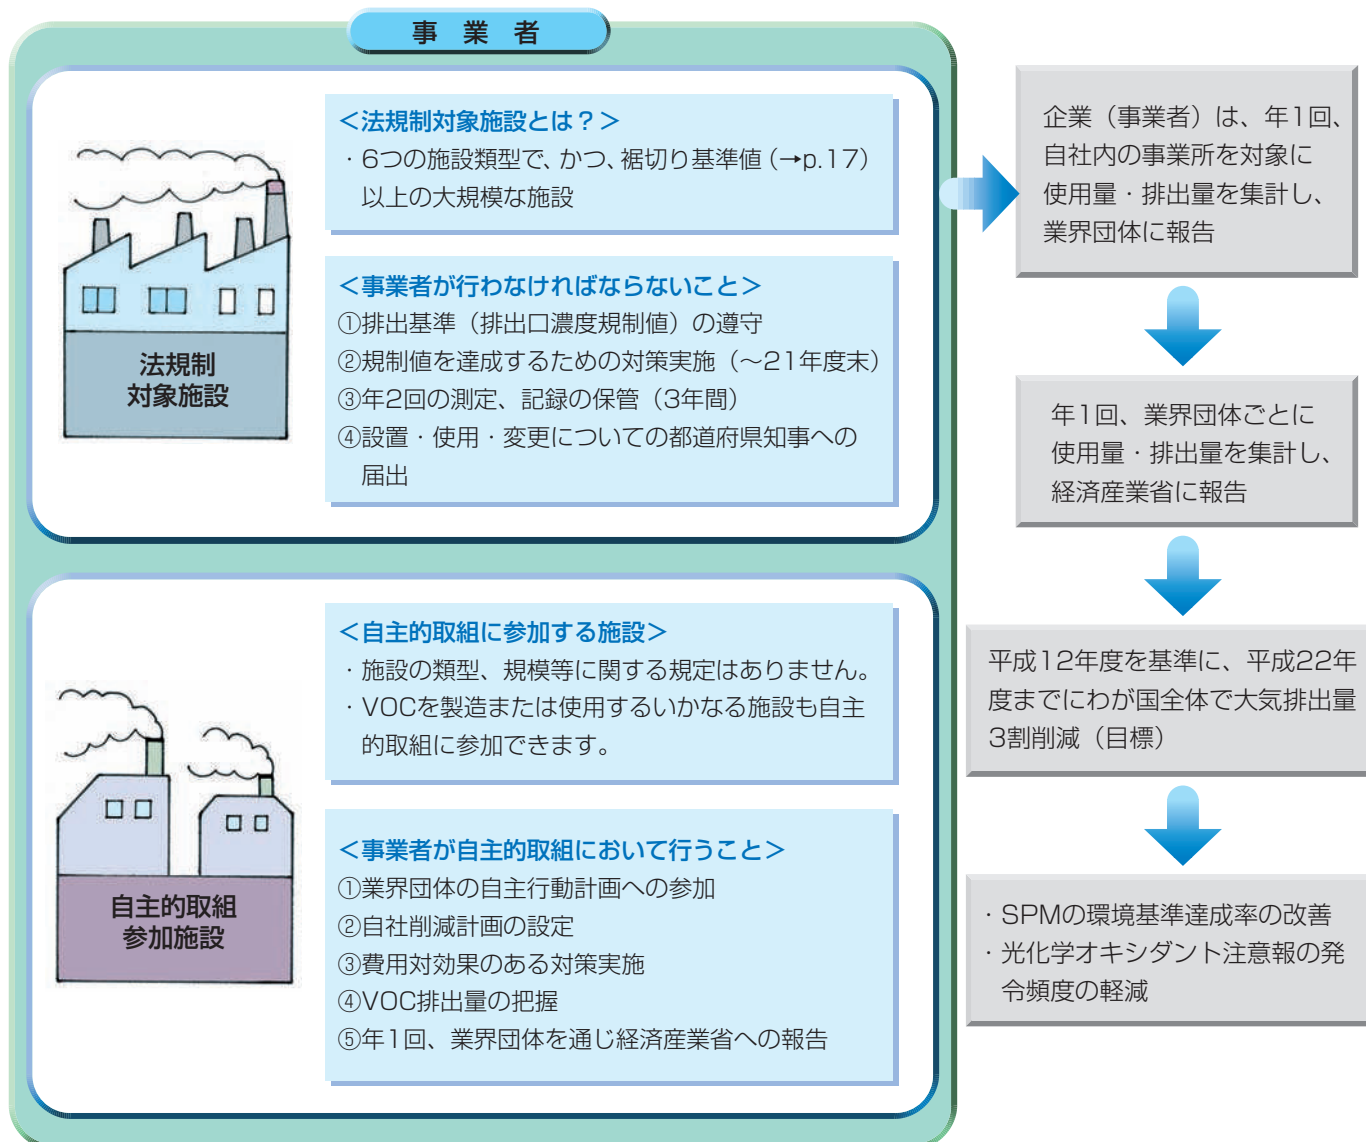 事業者
法規制
対象施設
<法規制対象施設とは？>
・6つの施設類型で、かつ、裾切り基準値（→p.17）
以上の大規模な施設
<事業者が行わなければならないこと>
①排出基準（排出口濃度規制値）の遵守
②規制値を達成するための対策実施（～21年度末）
③年2回の測定、記録の保管（3年間）
④設置・使用・変更についての都道府県知事への
届出
自主的取組
参加施設
<自主的取組に参加する施設>
・施設の類型、規模等に関する規定はありません。
・VOCを製造または使用するいかなる施設も自主
的取組に参加できます。
<事業者が自主的取組において行うこと>
①業界団体の自主行動計画への参加
②自社削減計画の設定
③費用対効果のある対策実施
④VOC排出量の把握
⑤年1回、業界団体を通じ経済産業省への報告
企業（事業者）は、年1回、
自社内の事業所を対象に
使用量・排出量を集計し、
業界団体に報告
年1回、業界団体ごとに
使用量・排出量を集計し、
経済産業省に報告
平成12年度を基準に、平成22年
度までにわが国全体で大気排出量
3割削減（目標）
・SPMの環境基準達成率の改善
・光化学オキシダント注意報の発
令頻度の軽減